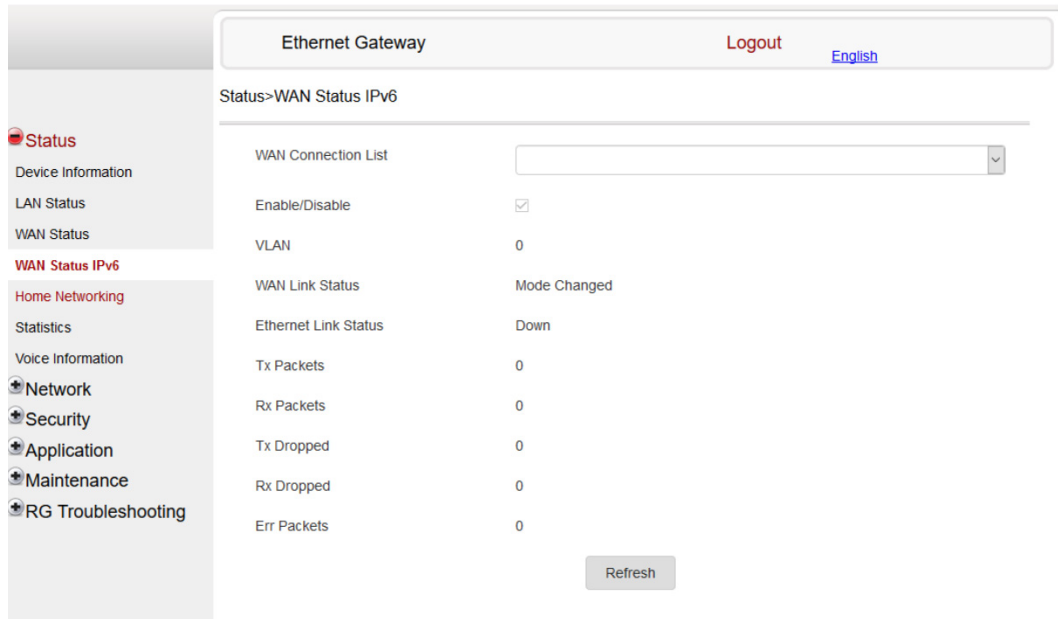 Ethernet Gateway
Logout
English
Status>WAN Status IPv6
Status
Device Information
LAN Status
WAN Status
WAN Status IPv6
Home Networking
Statistics
Voice Information
Network
Security
Application
Maintenance
RG Troubleshooting
WAN Connection List
Enable/Disable
VLAN 0
WAN Link Status Mode Changed
Ethernet Link Status Down
Tx Packets 0
Rx Packets 0
Tx Dropped 0
Rx Dropped 0
Err Packets 0
Refresh